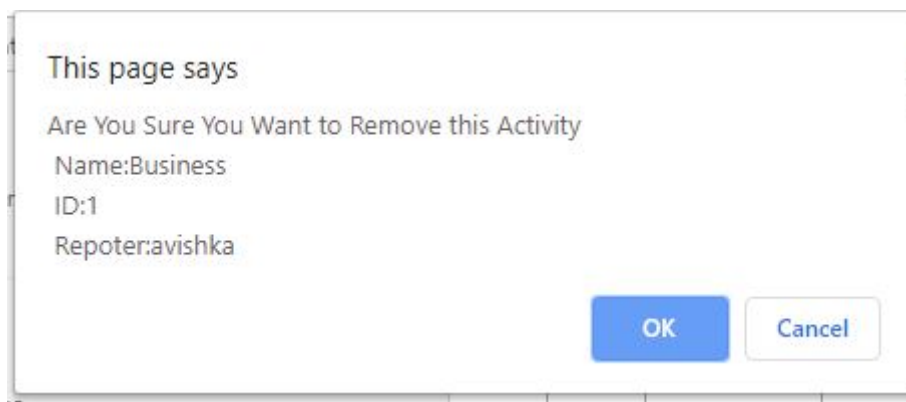 This page says
Are You Sure You Want to Remove this Activity
Name:Business
ID:1
Repoter:avishka
OK
Cancel